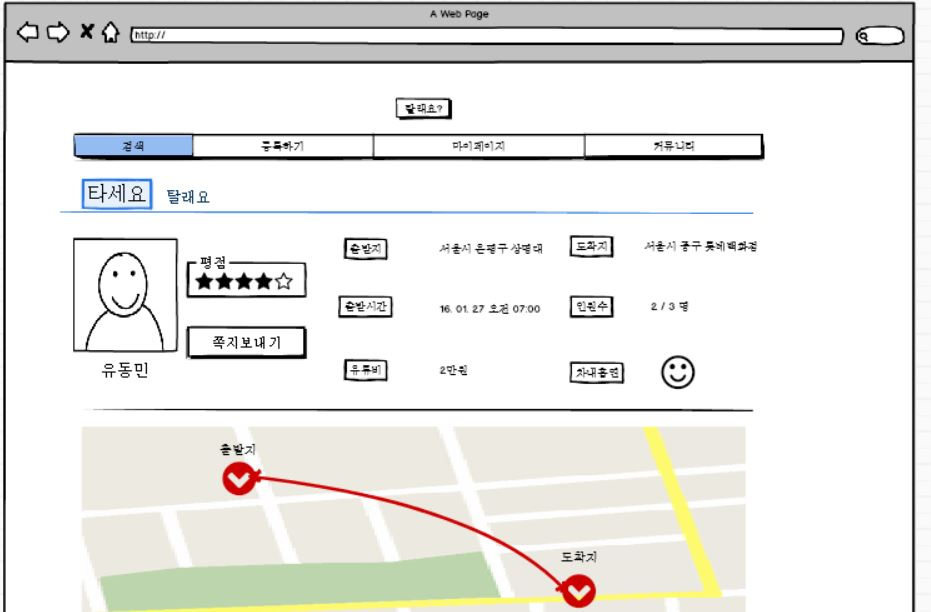 A Web Page
http://
탈래요?
검색 등록하기 마이페이지 커뮤니티
타세요 탈래요
출발지 서울시 은평구 상명대 도착지 서울시 중구 롯데백화점
평점
출발시간 16. 01. 27 오전 07:00 인원수 2 / 3 명
쪽지보내기
유동민 유류비 2만원 차내흡연
출발지
도착지